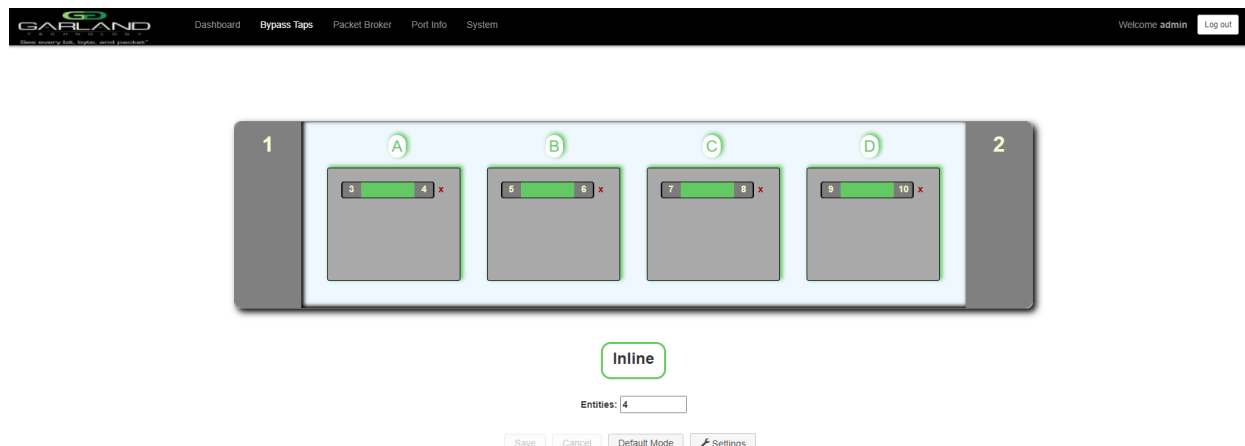 GARLAND
TECHNOLOGY
See every bit, byte, and packet®
Dashboard Bypass Taps Packet Broker Port Info System Welcome admin Log out
1 A B C D 2
3 4 x 5 6 x 7 8 x 9 10 x
Inline
Entities: 4
Save Cancel Default Mode Settings